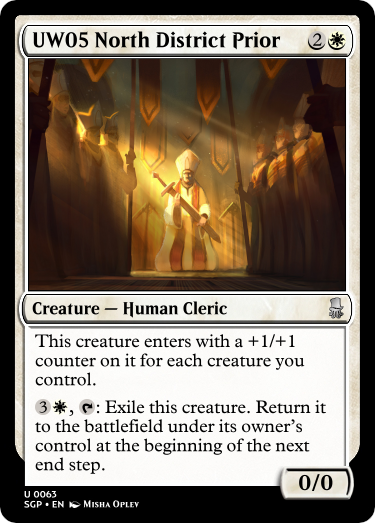 UW05 North District Prior 2
Creature — Human Cleric
This creature enters with a +1/+1
counter on it for each creature you
control.
3, : Exile this creature. Return it
to the battlefield under its owner's
control at the beginning of the next
end step.
0/0
U 0063
SGP • EN Misha Opley